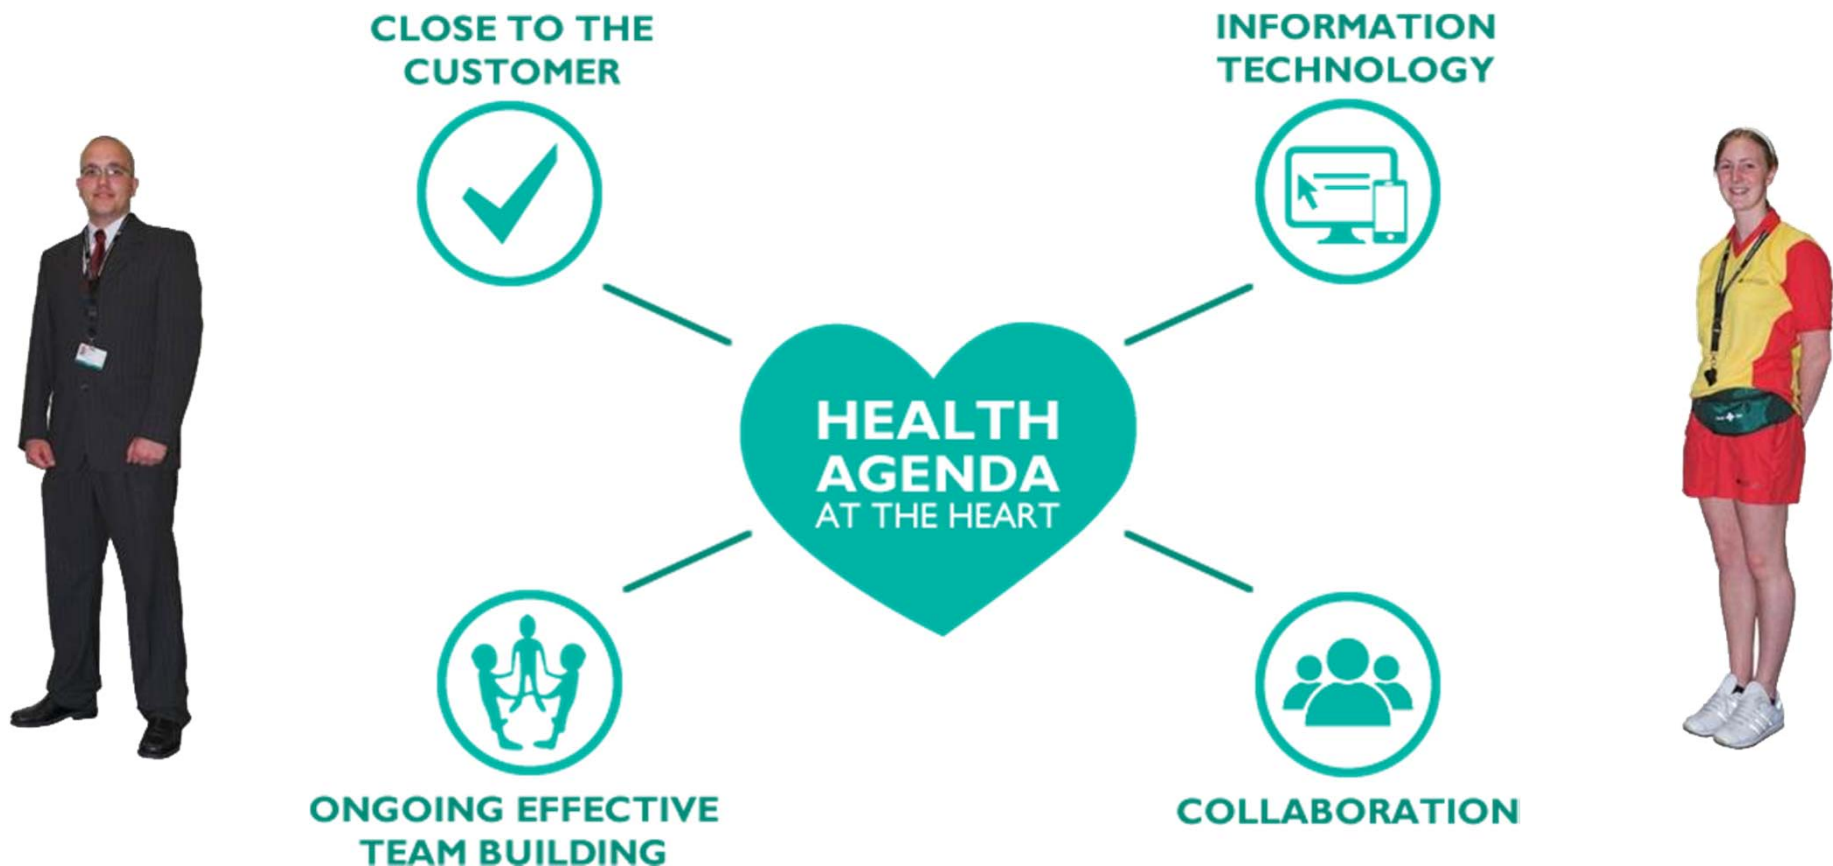 CLOSE TO THE
CUSTOMER
INFORMATION
TECHNOLOGY
HEALTH
AGENDA
AT THE HEART
ONGOING EFFECTIVE
TEAM BUILDING
COLLABORATION